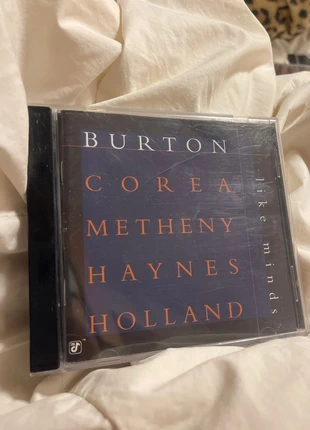 BURTON
COREA
METHENY
HAYNES
HOLLAND
like minds